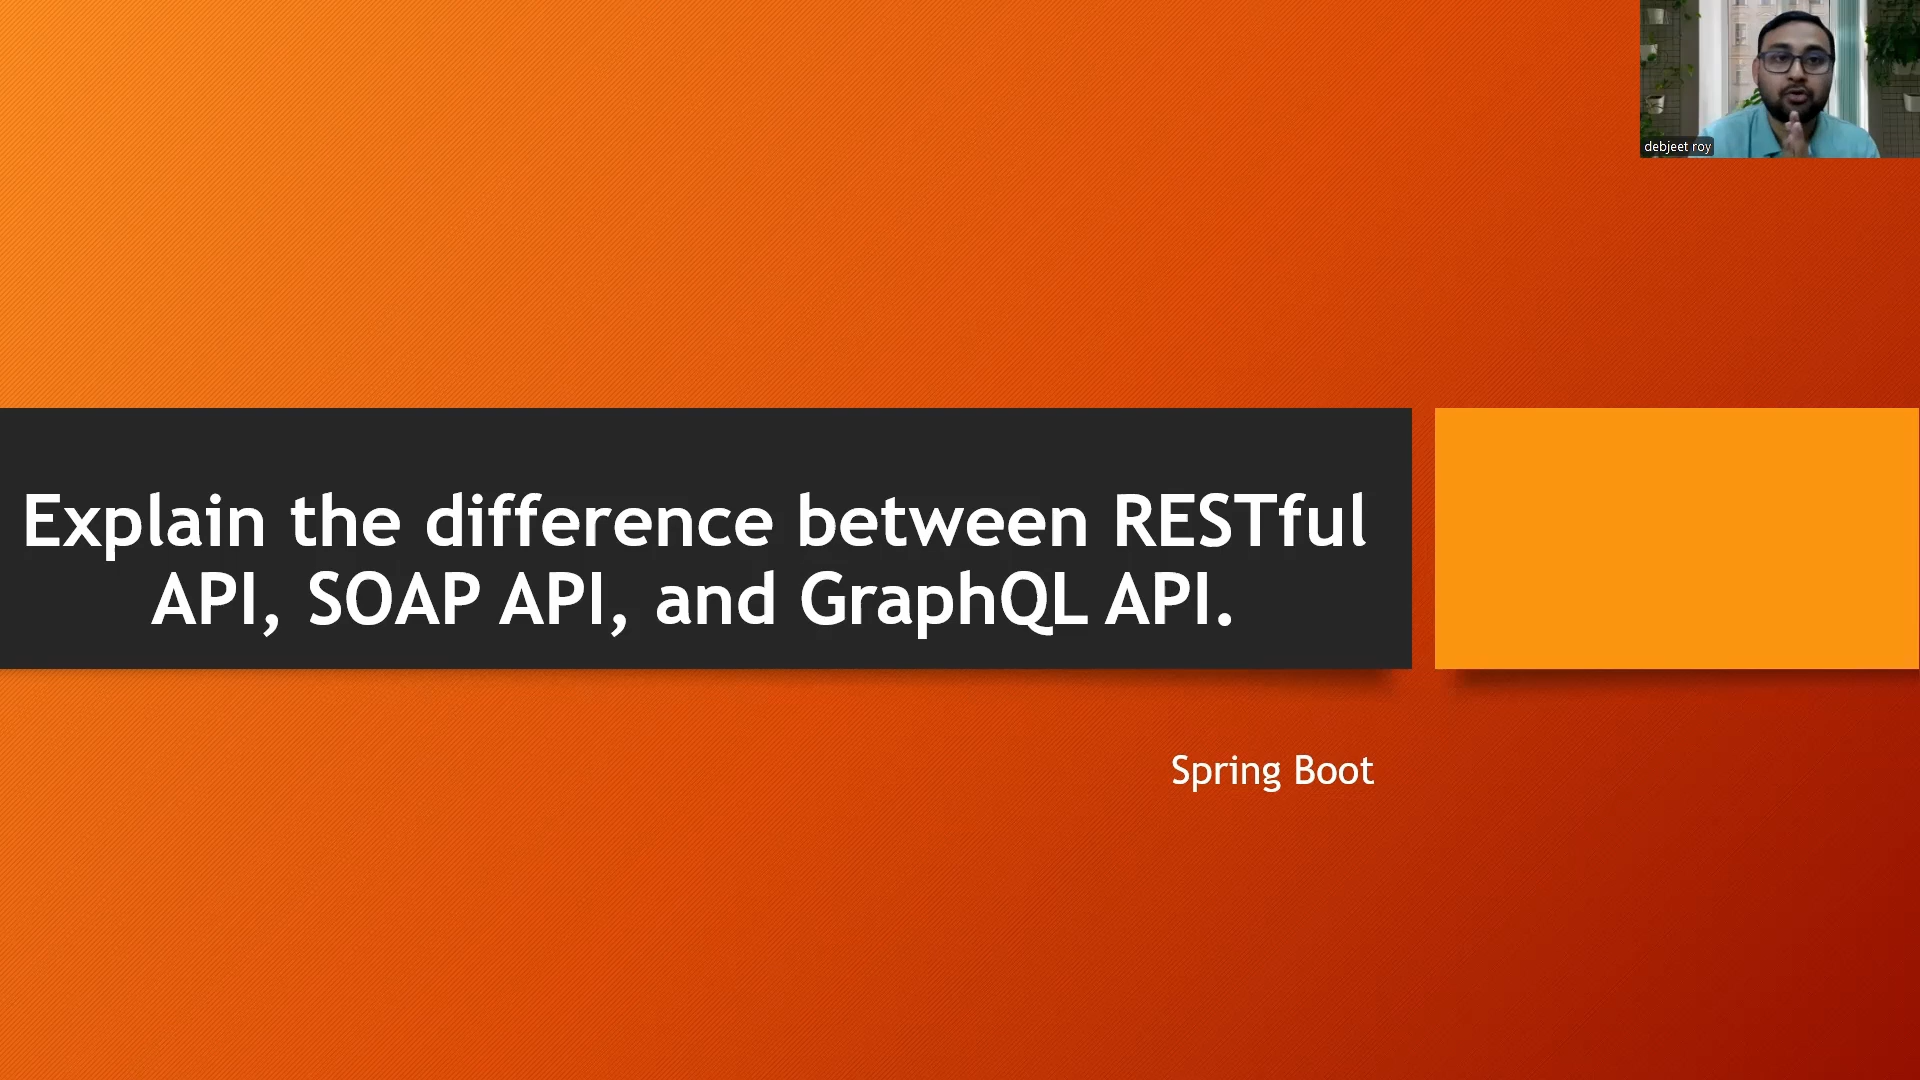 debjeet roy
Explain the difference between RESTful
API, SOAP API, and GraphQL API.
Spring Boot